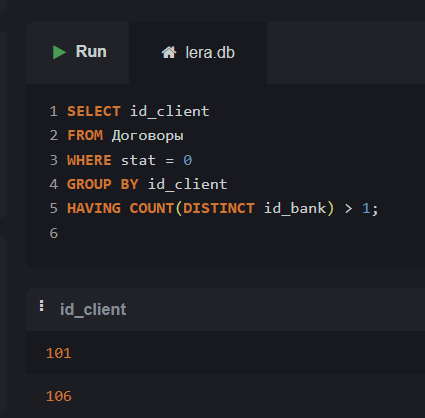 Run
lera.db
1 SELECT id_client
2 FROM Договоры
3 WHERE stat = 0
4 GROUP BY id_client
5 HAVING COUNT(DISTINCT id_bank) > 1;
6
id_client
101
106